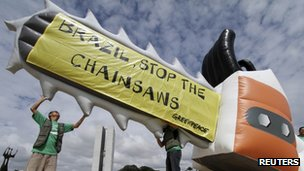 BRAZIL, STOP THE
CHAINSAWS
GREENPEACE
REUTERS